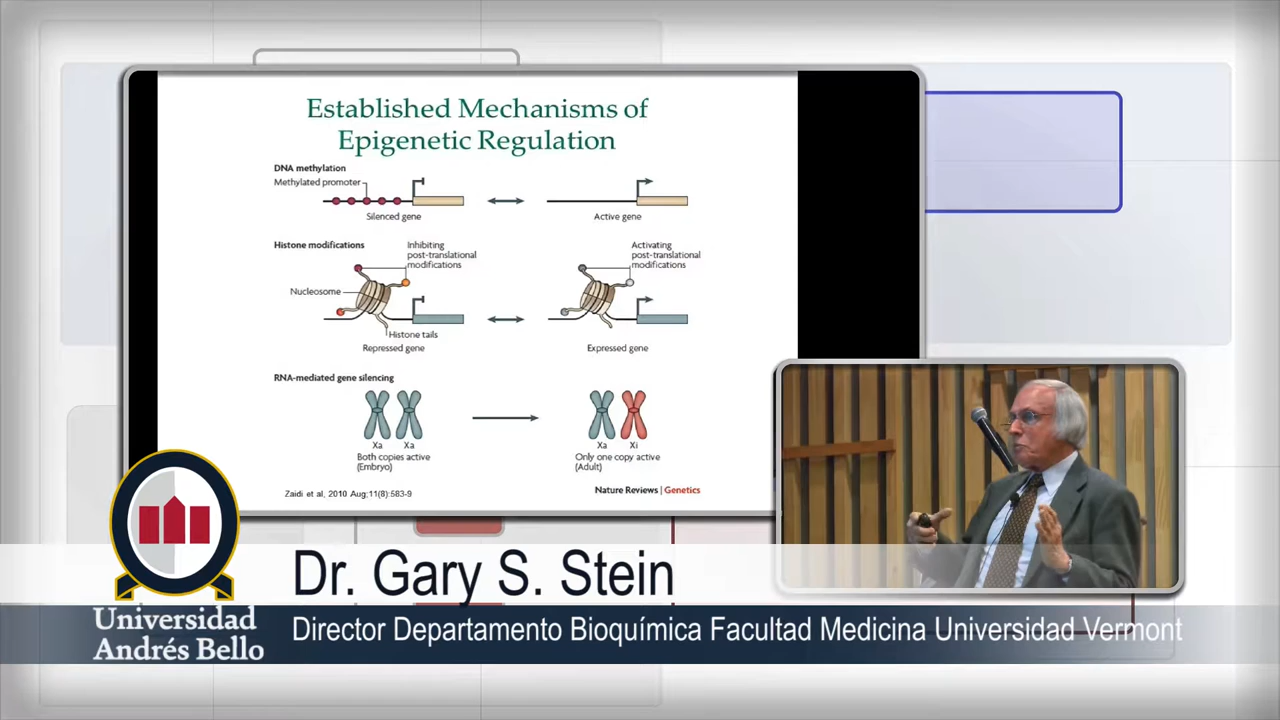 Established Mechanisms of
Epigenetic Regulation
DNA methylation
Methylated promoter
Silenced gene
Active gene
Histone modifications
Inhibiting
post-translational
modifications
Activating
post-translational
modifications
Nucleosome
Histone tails
Repressed gene
Expressed gene
RNA-mediated gene silencing
Xa
Xa
Xa
Xi
Both copies active
(Embryo)
Only one copy active
(Adult)
Zaidi et al, 2010 Aug;11(8):583-9
Nature Reviews | Genetics
Dr. Gary S. Stein
Universidad
Andrés Bello
Director Departamento Bioquímica Facultad Medicina Universidad Vermont